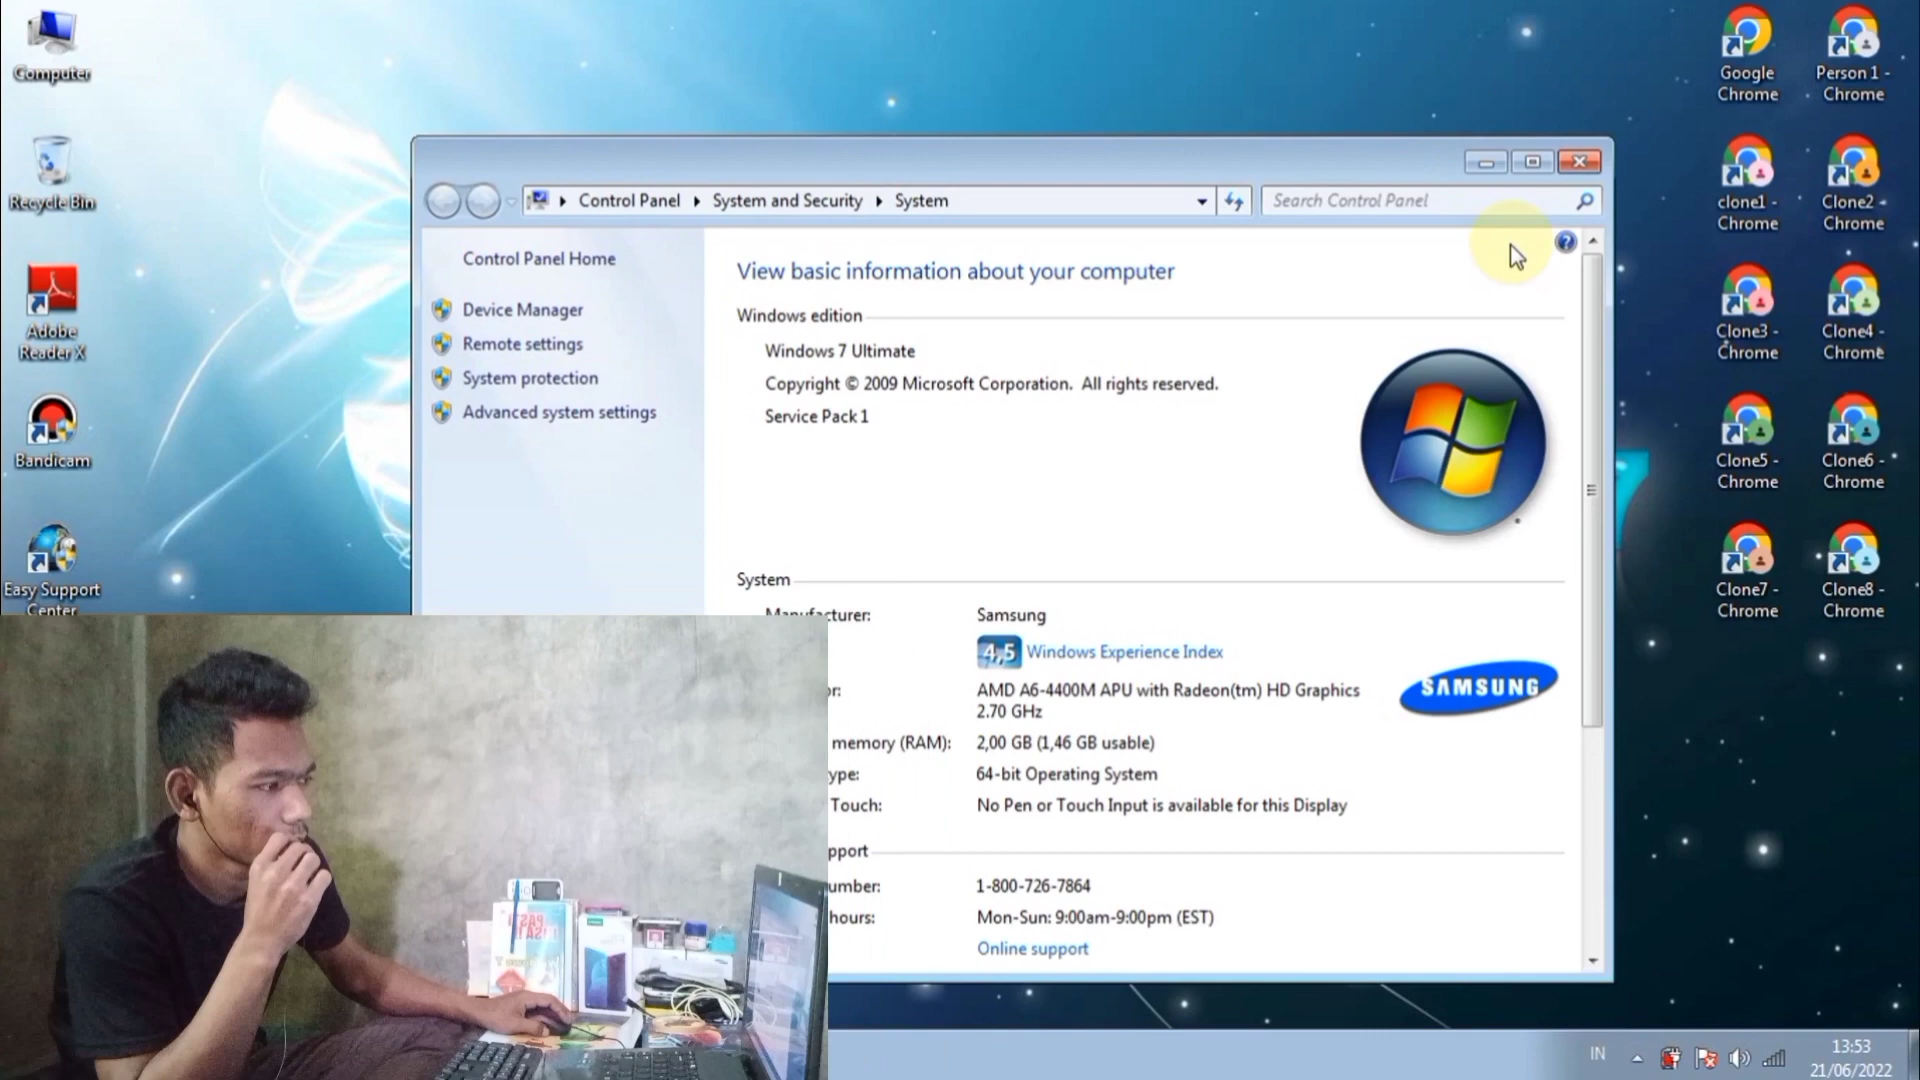 Computer
Recycle Bin
Adobe
Reader X
Bandicam
Easy Support
Center
Control Panel
System and Security
System
Search Control Panel
Control Panel Home
Device Manager
Remote settings
System protection
Advanced system settings
View basic information about your computer
Windows edition
Windows 7 Ultimate
Copyright © 2009 Microsoft Corporation.  All rights reserved.
Service Pack 1
System
Manufacturer: Samsung
4,5 Windows Experience Index
or: AMD A6-4400M APU with Radeon(tm) HD Graphics
2.70 GHz
SAMSUNG
memory (RAM): 2,00 GB (1,46 GB usable)
ype: 64-bit Operating System
Touch: No Pen or Touch Input is available for this Display
pport
umber: 1-800-726-7864
hours: Mon-Sun: 9:00am-9:00pm (EST)
Online support
Google
Chrome
Person 1 -
Chrome
clone1 -
Chrome
Clone2 -
Chrome
Clone3 -
Chrome
Clone4 -
Chrome
Clone5 -
Chrome
Clone6 -
Chrome
Clone7 -
Chrome
Clone8 -
Chrome
IN
13:53
21/06/2022